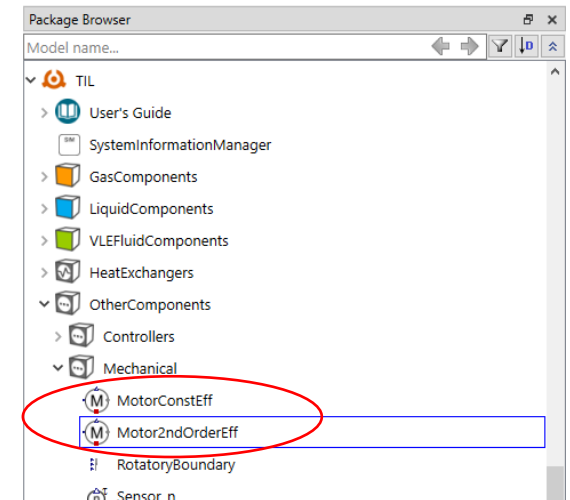 Package Browser
Model name...
TIL
User's Guide
SIM
SystemInformationManager
GasComponents
LiquidComponents
VLEFluidComponents
HeatExchangers
OtherComponents
Controllers
Mechanical
M
MotorConstEff
M
Motor2ndOrderEff
RotatoryBoundary
n
Sensor_n